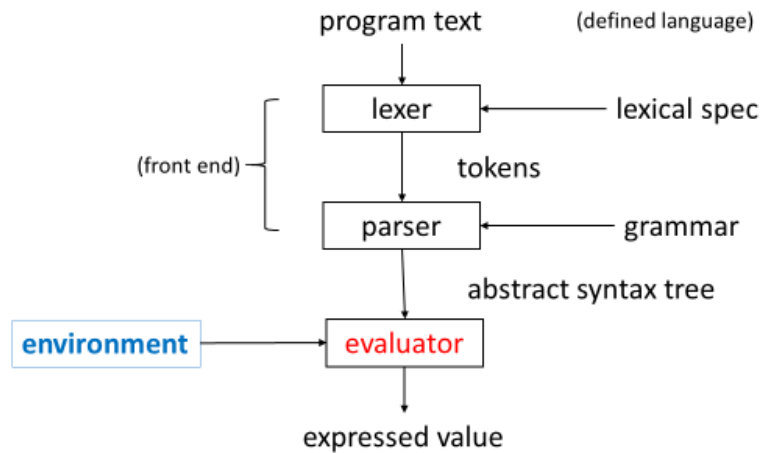 program text
(defined language)
lexer
lexical spec
(front end)
tokens
parser
grammar
abstract syntax tree
environment
evaluator
expressed value